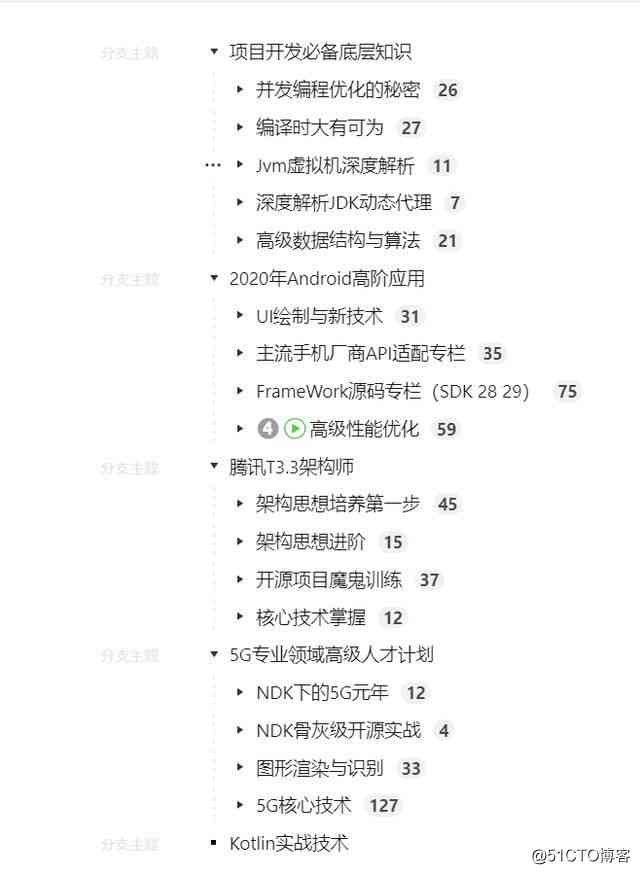 分支主题 项目开发必备底层知识
并发编程优化的秘密 26
编译时大有可为 27
Jvm虚拟机深度解析 11
深度解析JDK动态代理 7
高级数据结构与算法 21
分支主题 2020年Android高阶应用
UI绘制与新技术 31
主流手机厂商API适配专栏 35
FrameWork源码专栏（SDK 28 29） 75
4 高级性能优化 59
分支主题 腾讯T3.3架构师
架构思想培养第一步 45
架构思想进阶 15
开源项目魔鬼训练 37
核心技术掌握 12
分支主题 5G专业领域高级人才计划
NDK下的5G元年 12
NDK骨灰级开源实战 4
图形渲染与识别 33
5G核心技术 127
分支主题 Kotlin实战技术
@51CTO博客